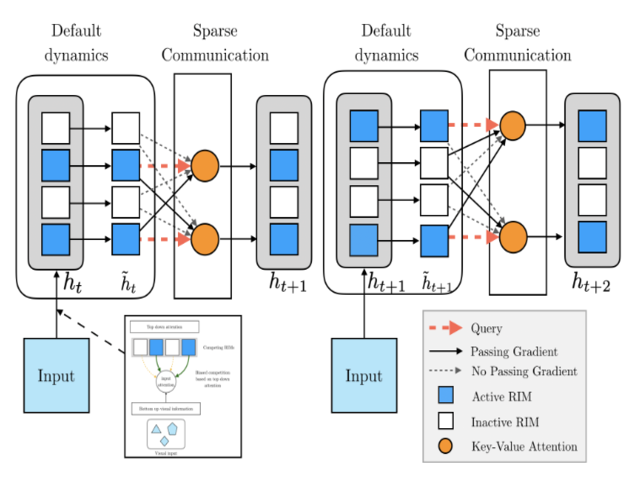 Default
dynamics
Sparse
Communication
Default
dynamics
Sparse
Communication
h_t
h̃_t
h_{t+1}
h_{t+1}
h̃_{t+1}
h_{t+2}
Input
Input
Top down attention
Competing RIMs
Input
attention
Biased competition
based on top down
attention
Bottom up visual information
Visual input
Query
Passing Gradient
No Passing Gradient
Active RIM
Inactive RIM
Key-Value Attention